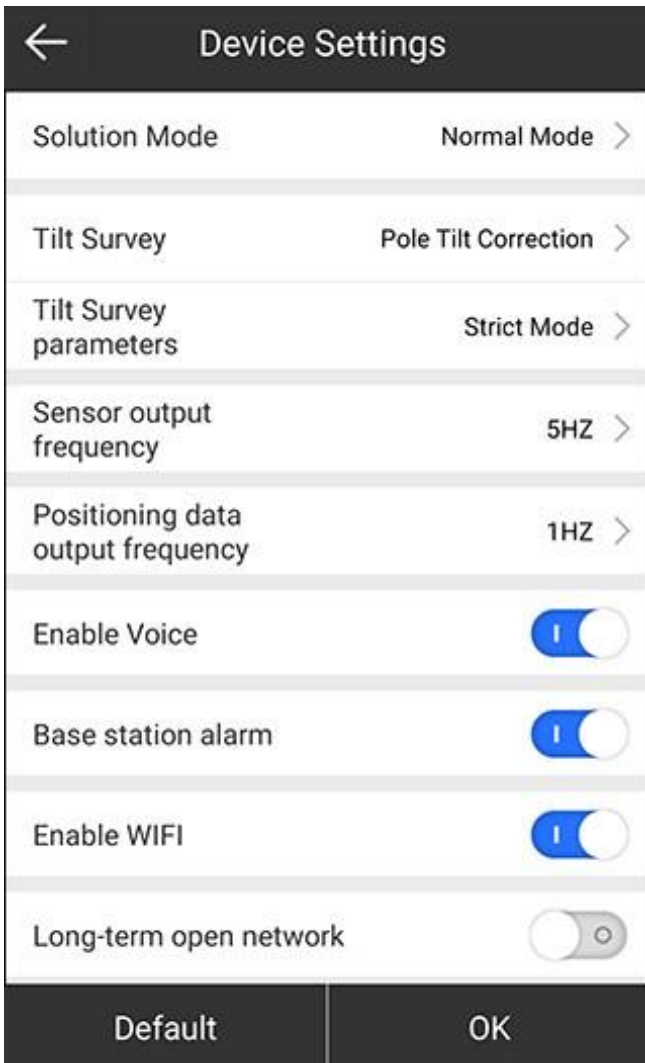 Device Settings
Solution Mode
Normal Mode
Tilt Survey
Pole Tilt Correction
Tilt Survey
parameters
Strict Mode
Sensor output
frequency
5HZ
Positioning data
output frequency
1HZ
Enable Voice
Base station alarm
Enable WIFI
Long-term open network
Default
OK